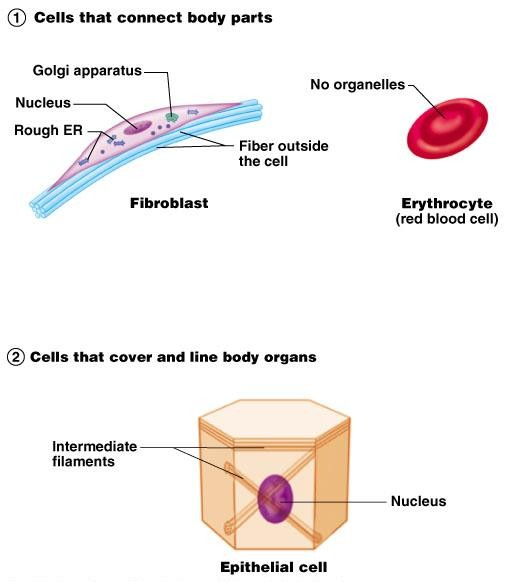 1 Cells that connect body parts
Golgi apparatus
Nucleus
Rough ER
No organelles
Fiber outside
the cell
Fibroblast
Erythrocyte
(red blood cell)
2 Cells that cover and line body organs
Intermediate
filaments
Nucleus
Epithelial cell